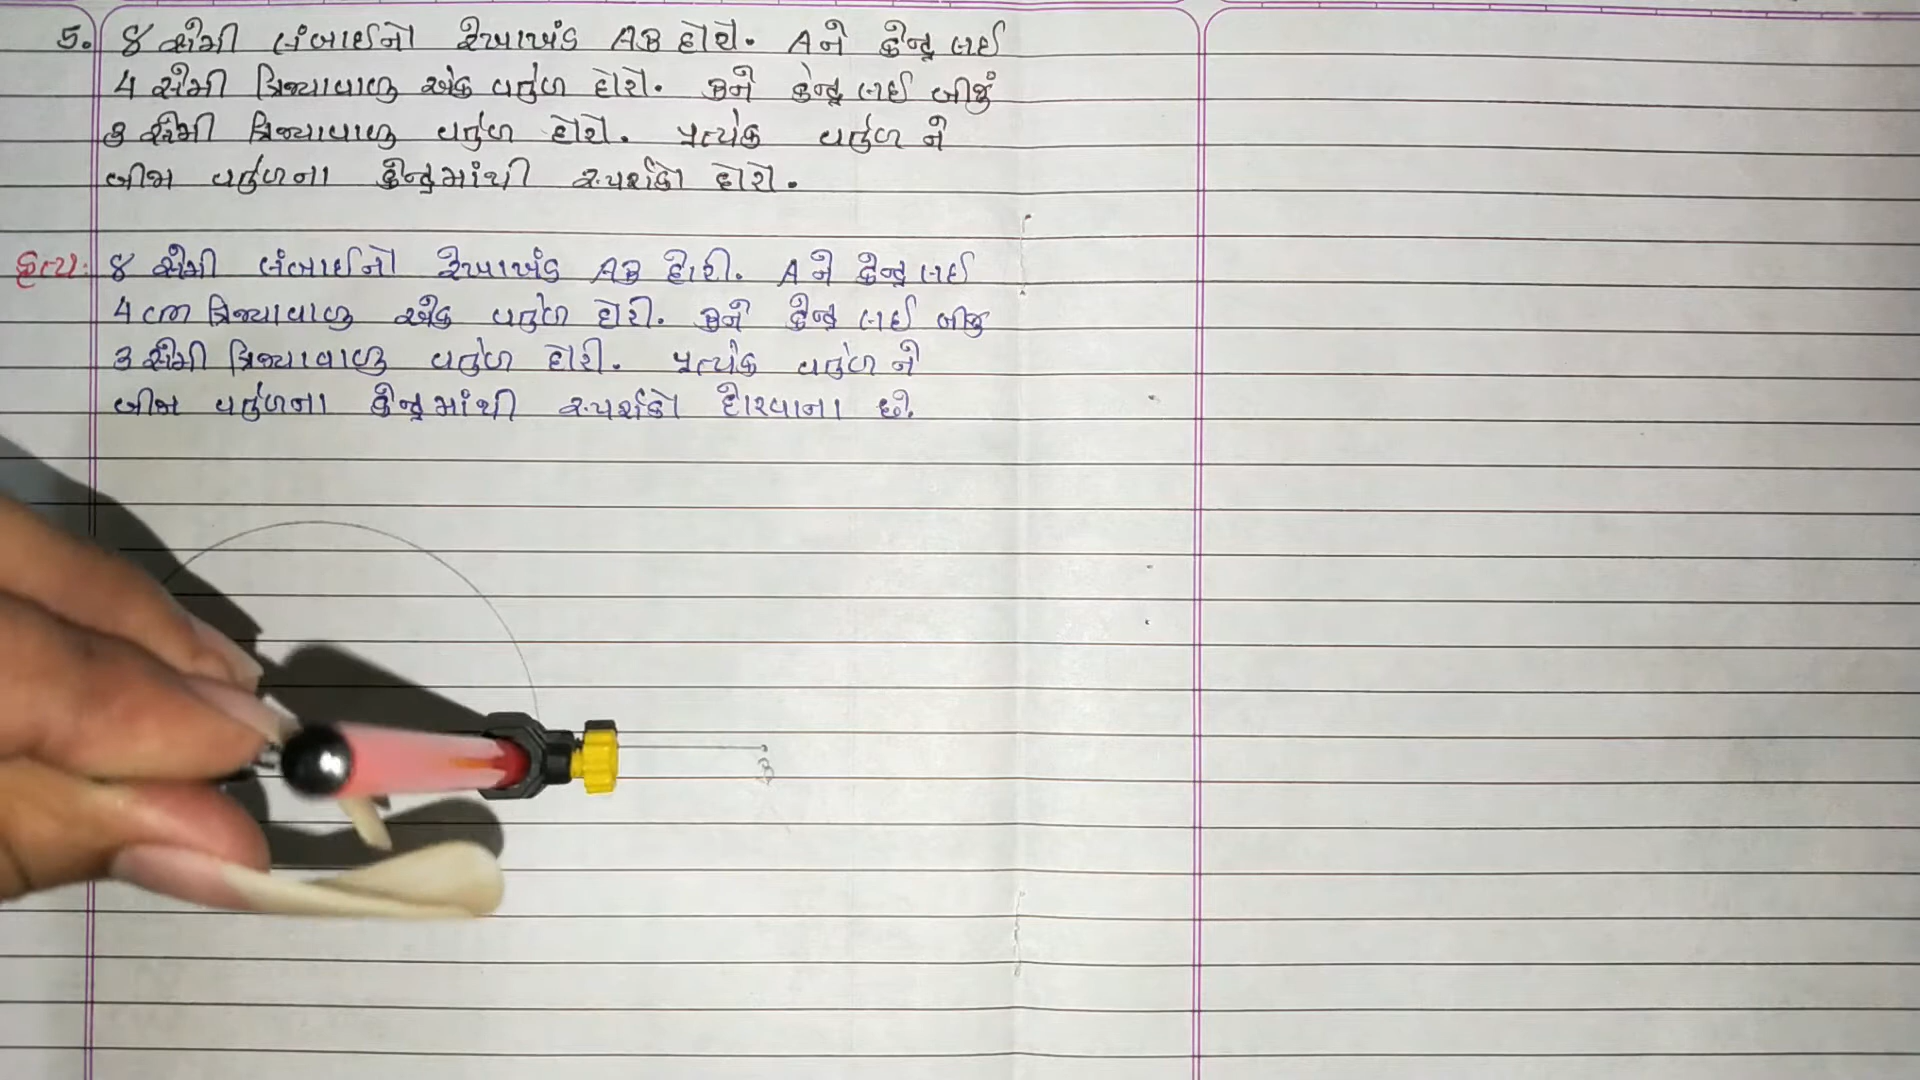 5. 8 સેમી લંબાઈનો રેખાખંડ AB દોરો. A ને કેન્દ્ર લઈ
4 સેમી ત્રિજ્યાવાળુ એક વર્તુળ દોરો. B ને કેન્દ્ર લઈ બીજું
3 સેમી ત્રિજ્યાવાળુ વર્તુળ દોરો. પ્રત્યેક વર્તુળ ને
બીજા વર્તુળના કેન્દ્રમાંથી સ્પર્શકો દોરો.
કૃત્ય: 8 સેમી લંબાઈનો રેખાખંડ AB દોરી. A ને કેન્દ્ર લઈ
4 cm ત્રિજ્યાવાળુ એક વર્તુળ દોરી. B ને કેન્દ્ર લઈ બીજુ
3 સેમી ત્રિજ્યાવાળુ વર્તુળ દોરી. પ્રત્યેક વર્તુળ ને
બીજા વર્તુળના કેન્દ્રમાંથી સ્પર્શકો દોરવાના છે.
B